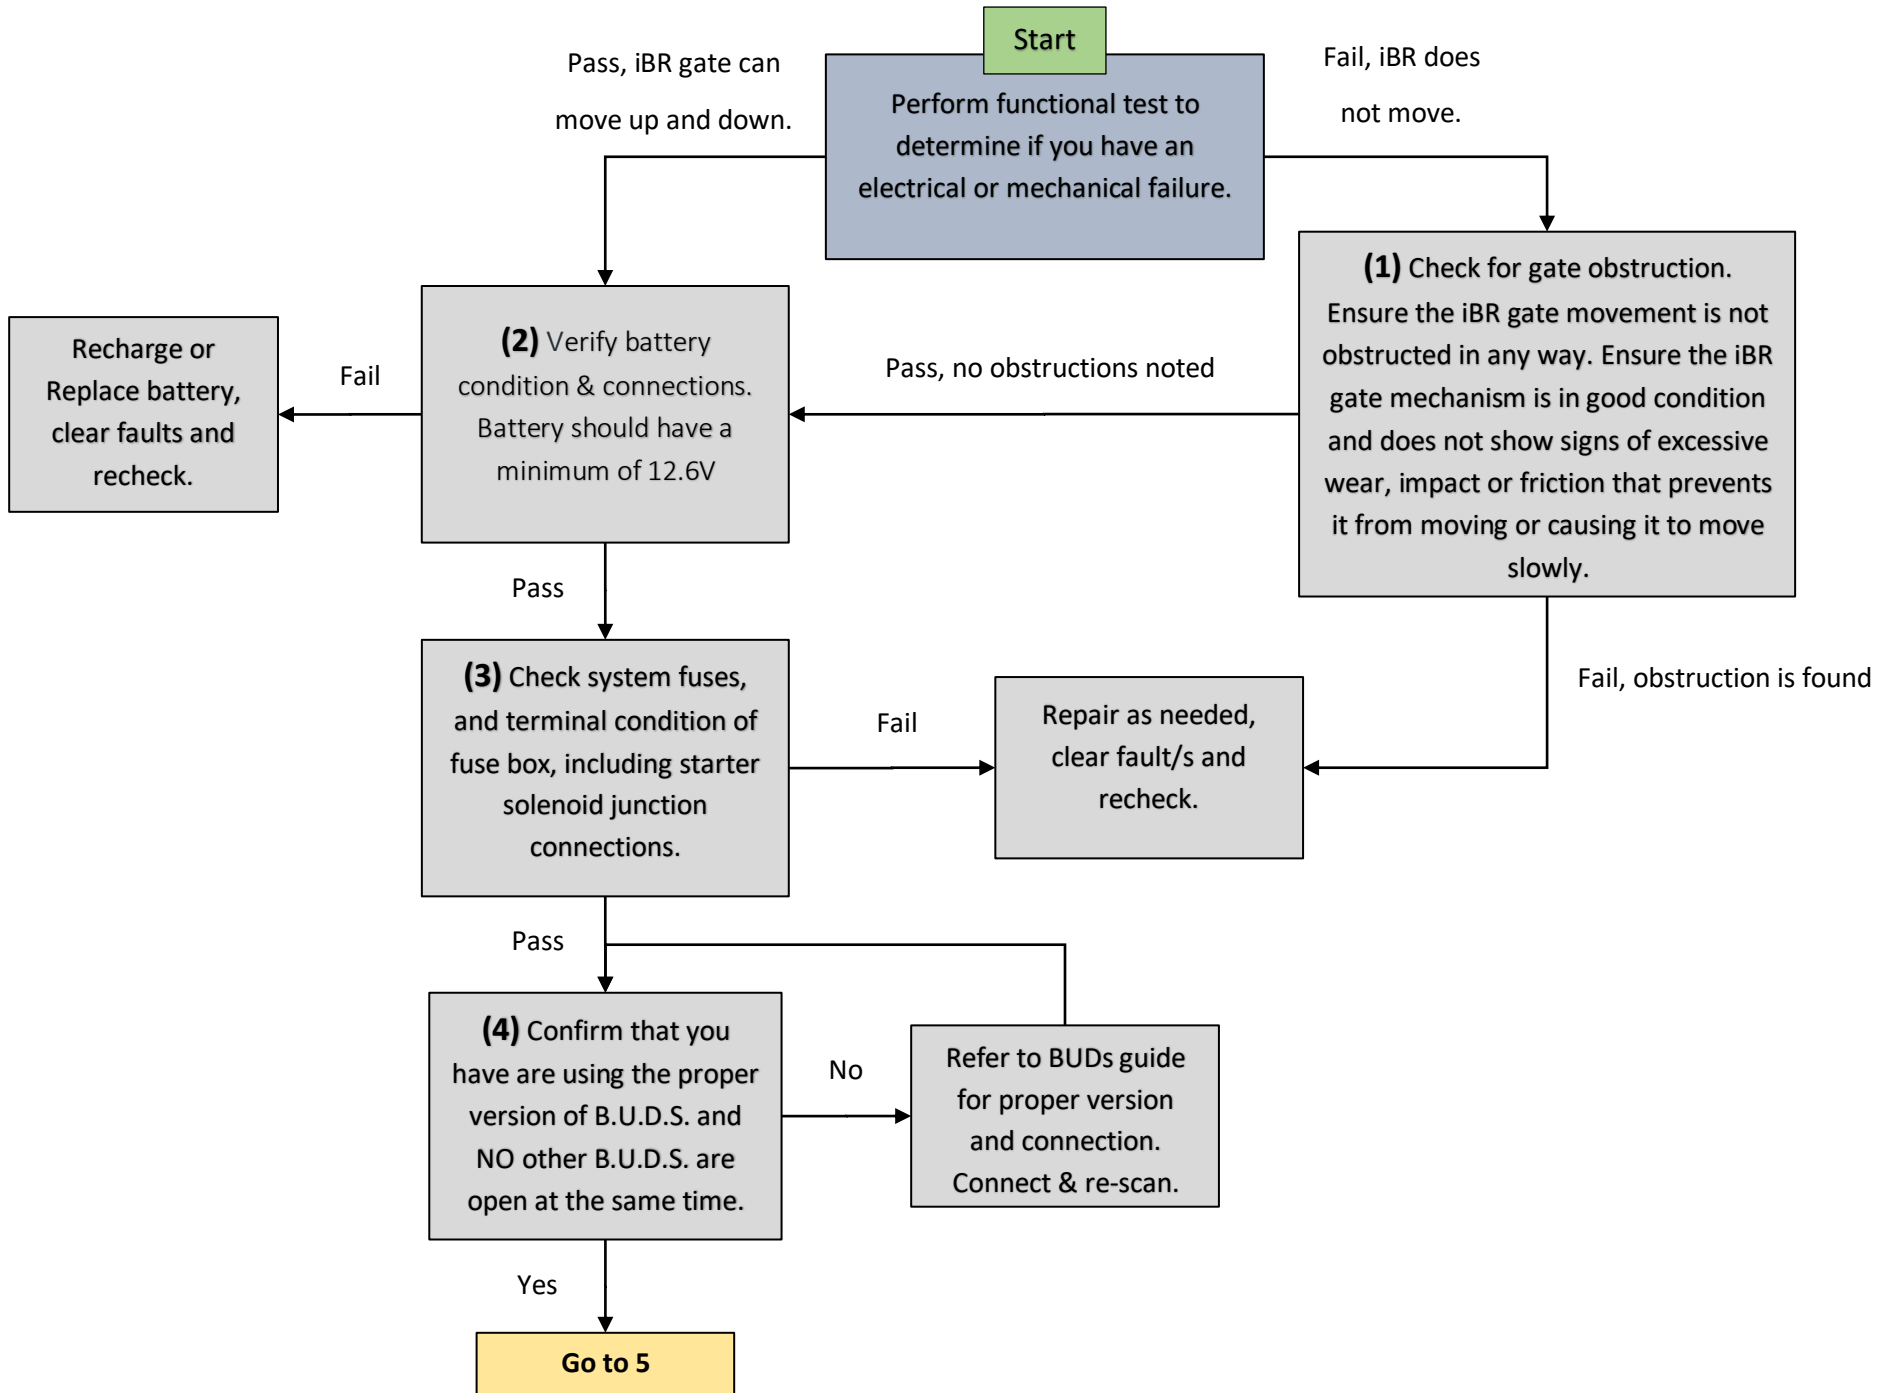 Start
Pass, iBR gate can
move up and down.
Perform functional test to
determine if you have an
electrical or mechanical failure.
Fail, iBR does
not move.
(1) Check for gate obstruction.
Ensure the iBR gate movement is not
obstructed in any way. Ensure the iBR
gate mechanism is in good condition
and does not show signs of excessive
wear, impact or friction that prevents
it from moving or causing it to move
slowly.
Pass, no obstructions noted
(2) Verify battery
condition & connections.
Battery should have a
minimum of 12.6V
Fail
Recharge or
Replace battery,
clear faults and
recheck.
Pass
Fail, obstruction is found
(3) Check system fuses,
and terminal condition of
fuse box, including starter
solenoid junction
connections.
Fail
Repair as needed,
clear fault/s and
recheck.
Pass
(4) Confirm that you
have are using the proper
version of B.U.D.S. and
NO other B.U.D.S. are
open at the same time.
No
Refer to BUDs guide
for proper version
and connection.
Connect & re-scan.
Yes
Go to 5